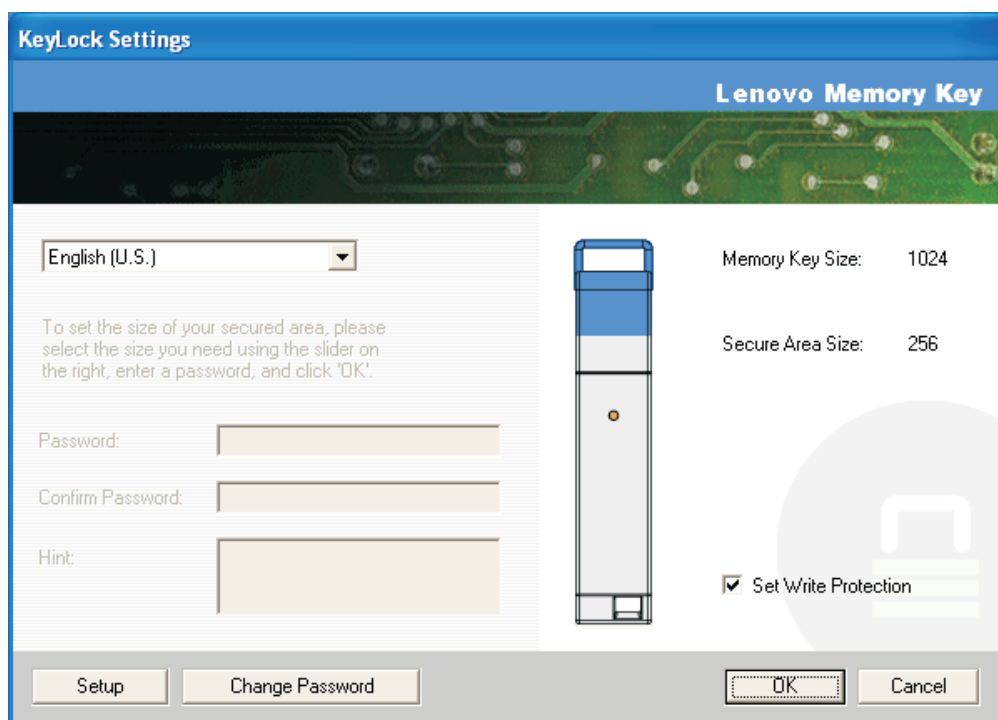 KeyLock Settings
Lenovo Memory Key
English (U.S.)
To set the size of your secured area, please
select the size you need using the slider on
the right, enter a password, and click 'OK'.
Password:
Confirm Password:
Hint:
Memory Key Size: 1024
Secure Area Size: 256
Set Write Protection
Setup
Change Password
OK
Cancel